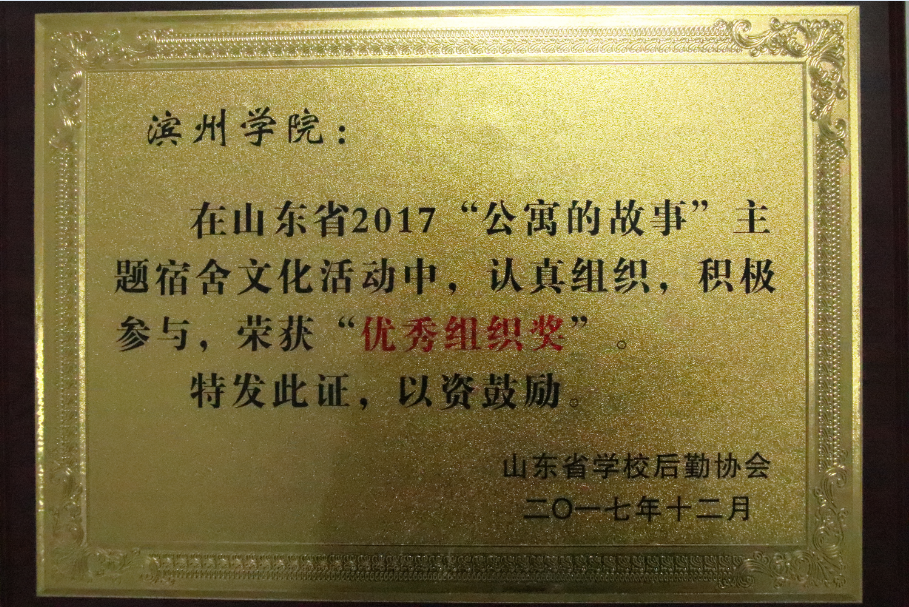 滨州学院：
在山东省2017“公寓的故事”主
题宿舍文化活动中，认真组织，积极
参与，荣获“优秀组织奖”。
特发此证，以资鼓励。
山东省学校后勤协会
二〇一七年十二月